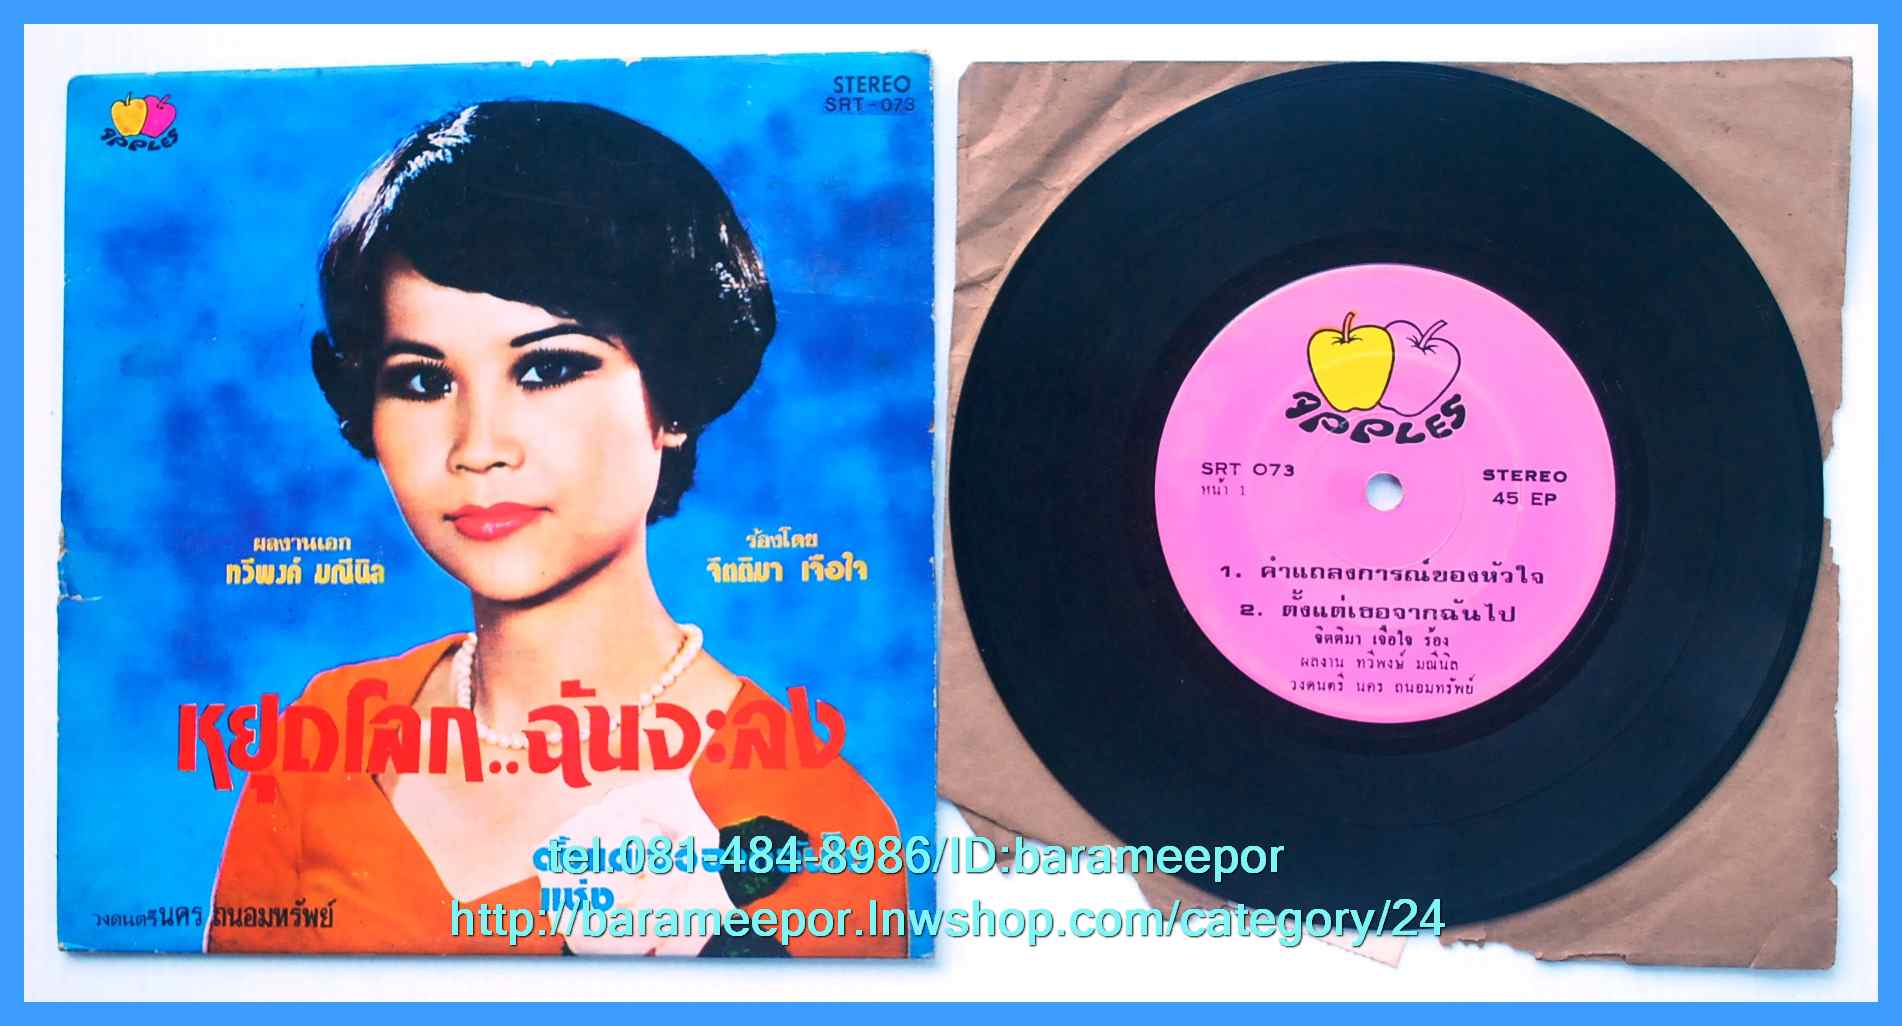 APPLES
STEREO
SRT-073
ผลงานเอก
ทวีพงค์ มณีนิล
ร้องโดย
จิตติมา เจือใจ
หยุดโลก..ฉันจะลง
แห่ง
วงดนตรีนคร ถนอมทรัพย์
APPLES
SRT 073
หน้า 1
STEREO
45 EP
1. คำแถลงการณ์ของหัวใจ
2. ตั้งแต่เธอจากฉันไป
จิตติมา เจือใจ ร้อง
ผลงาน ทวีพงษ์ มณีนิล
วงดนตรี นคร ถนอมทรัพย์
tel.081-484-8986/ID:barameepor
http://barameepor.lnwshop.com/category/24